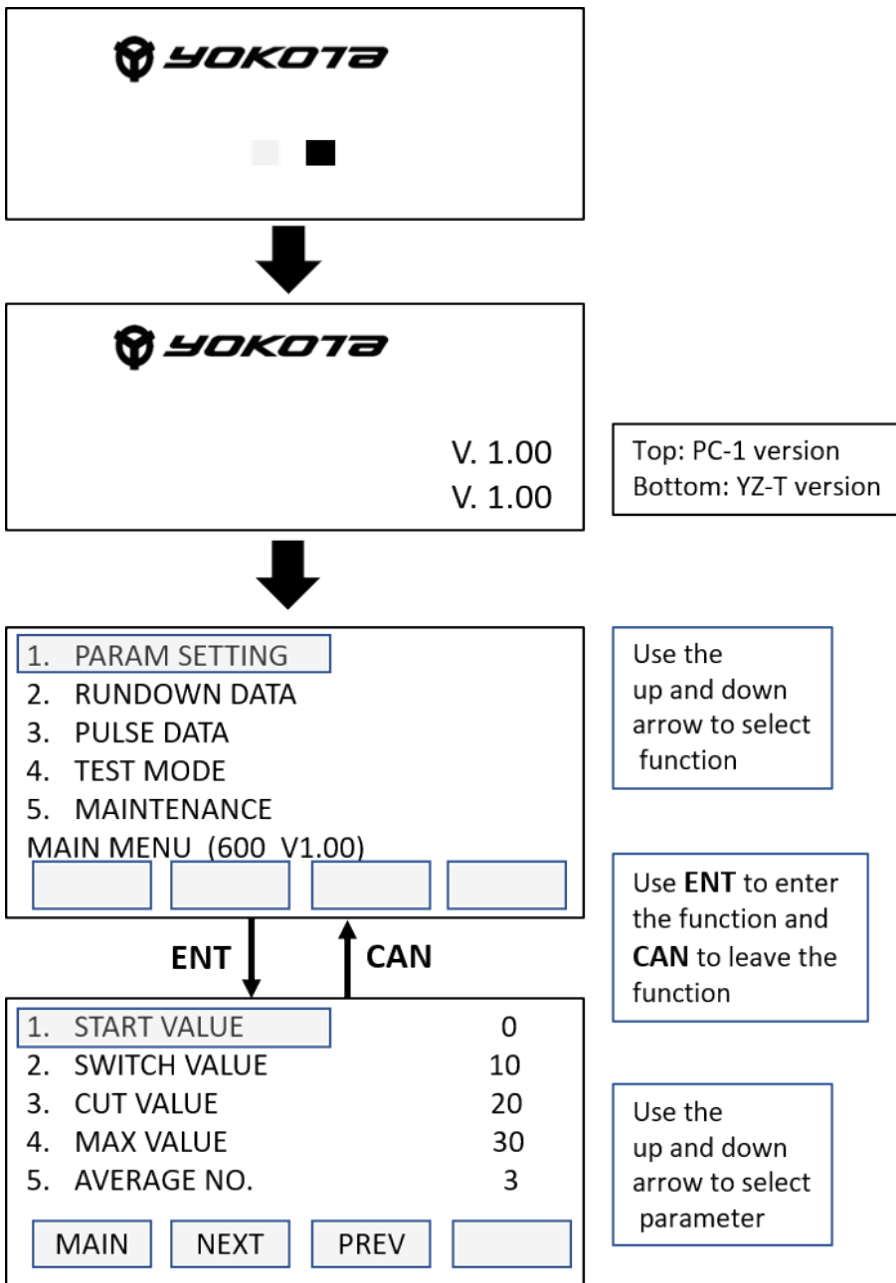 YOKOTA
YOKOTA
V. 1.00
V. 1.00
Top: PC-1 version
Bottom: YZ-T version
1. PARAM SETTING
2. RUNDOWN DATA
3. PULSE DATA
4. TEST MODE
5. MAINTENANCE
MAIN MENU (600 V1.00)
Use the
up and down
arrow to select
function
ENT
CAN
Use ENT to enter
the function and
CAN to leave the
function
1. START VALUE 0
2. SWITCH VALUE 10
3. CUT VALUE 20
4. MAX VALUE 30
5. AVERAGE NO. 3
MAIN NEXT PREV
Use the
up and down
arrow to select
parameter